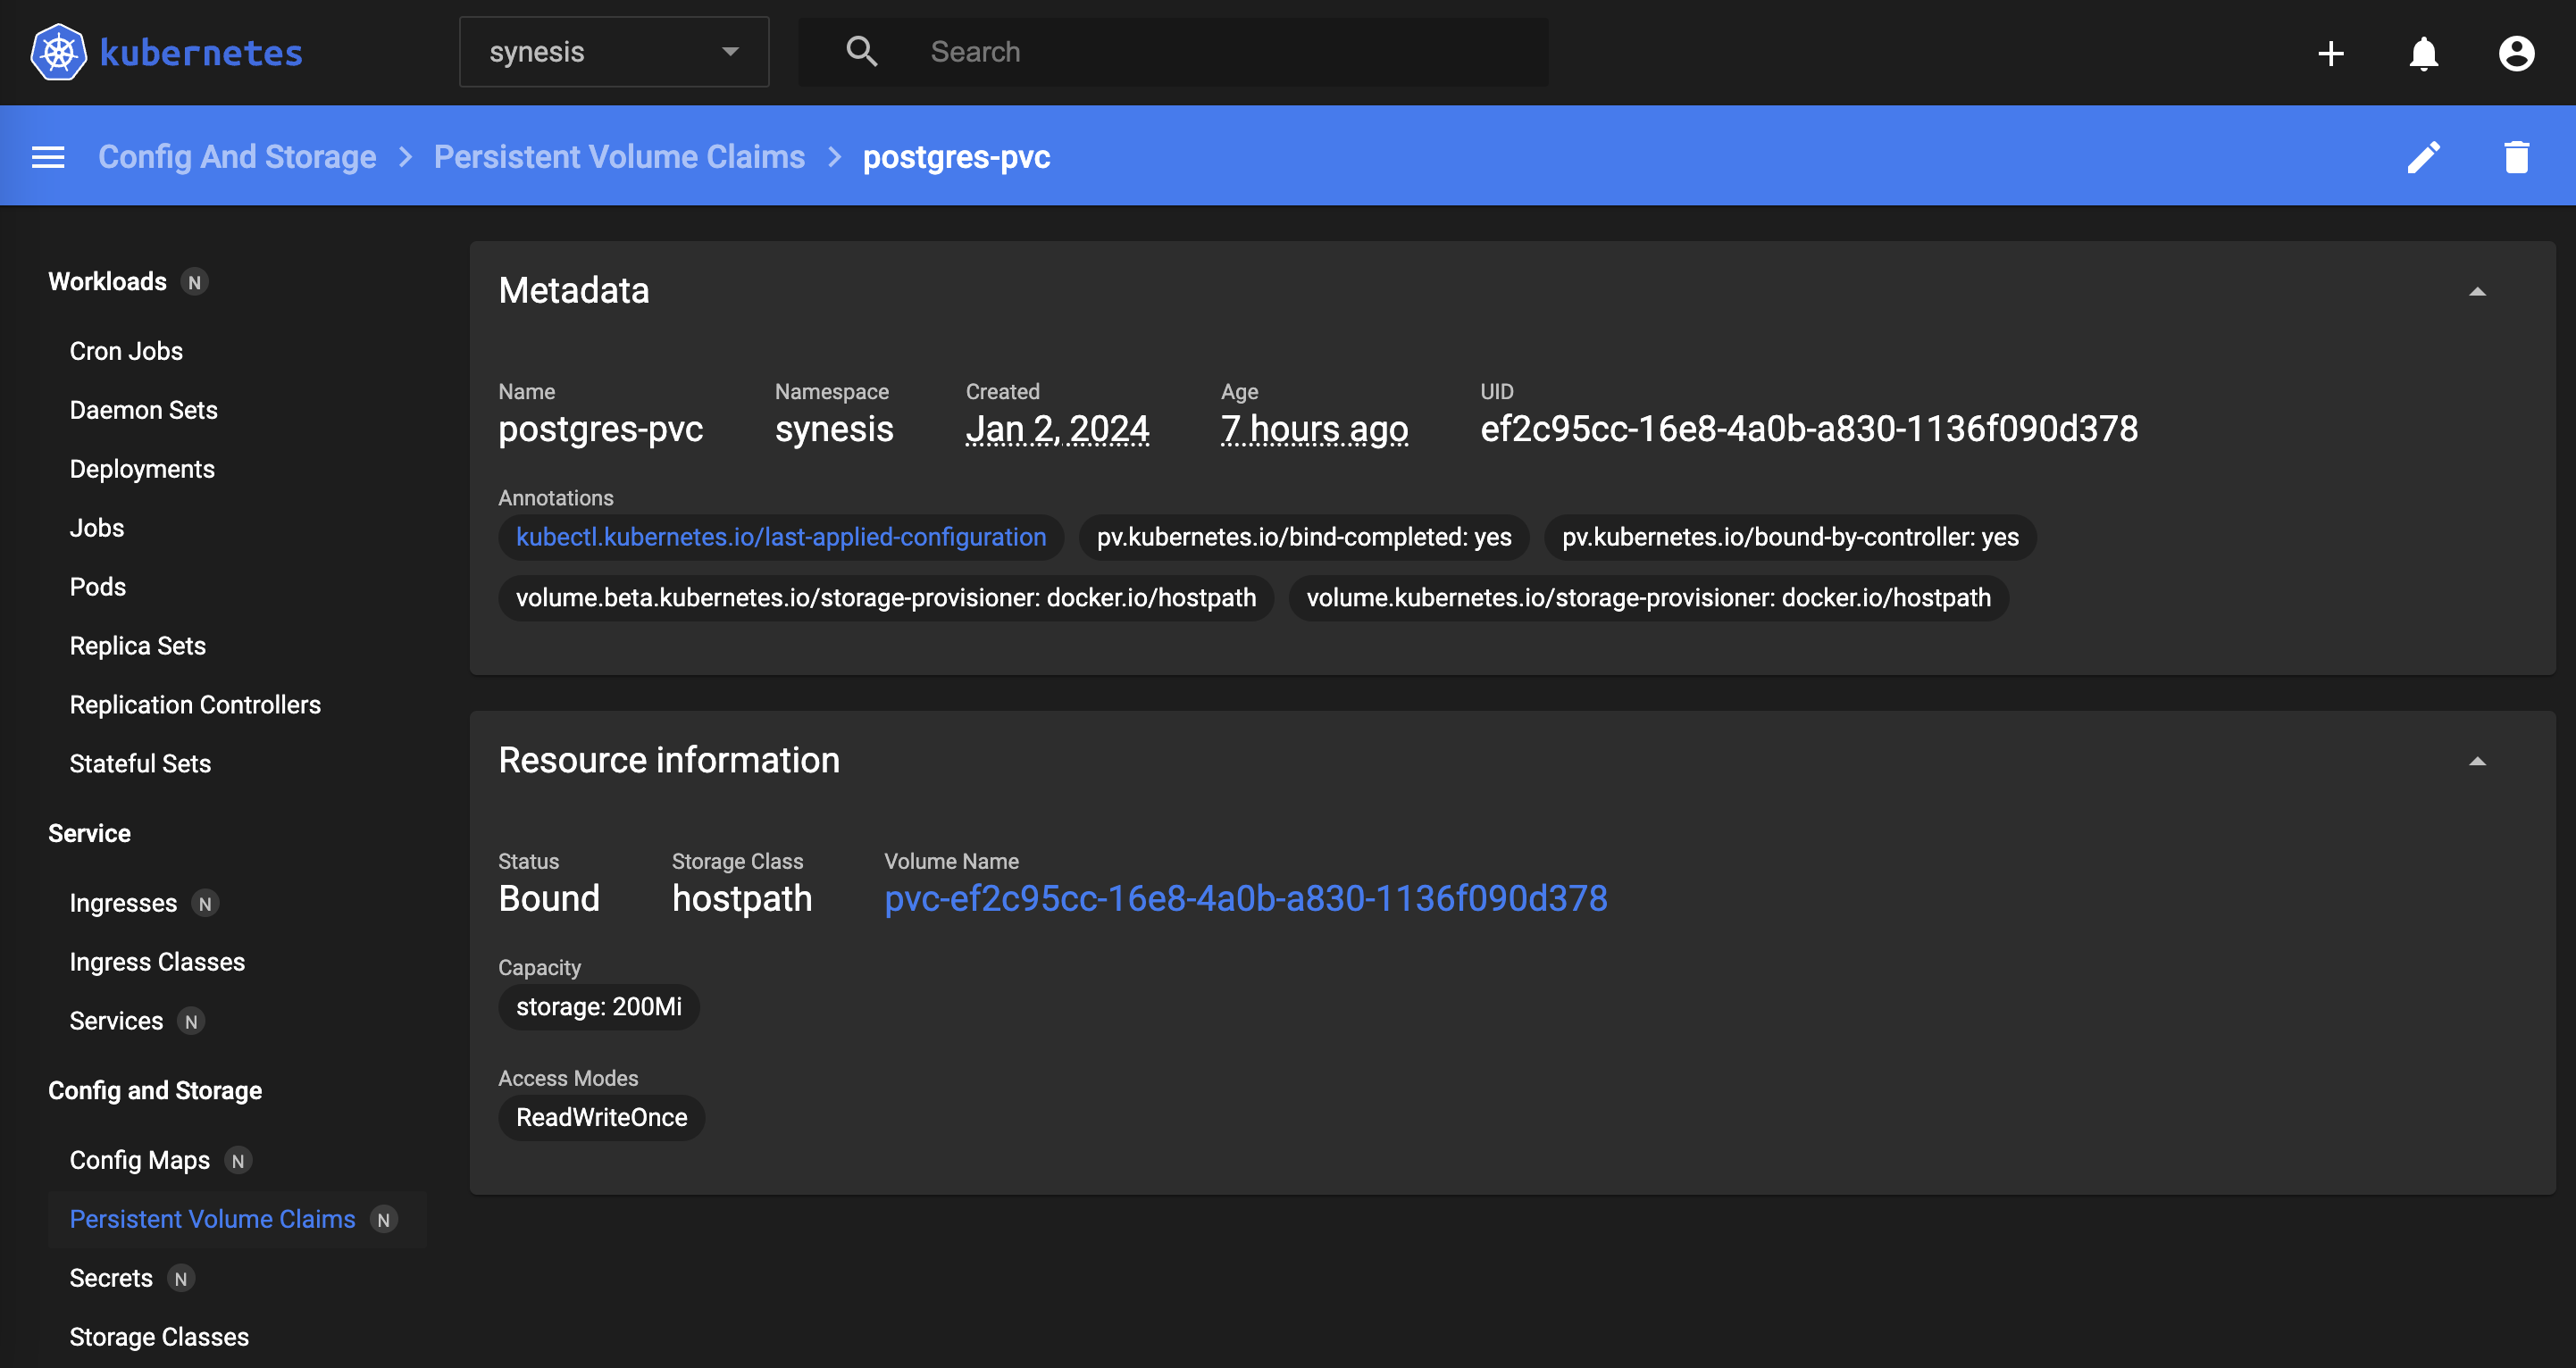 kubernetes
synesis
Search
Config And Storage > Persistent Volume Claims > postgres-pvc
Workloads N
Cron Jobs
Daemon Sets
Deployments
Jobs
Pods
Replica Sets
Replication Controllers
Stateful Sets
Service
Ingresses N
Ingress Classes
Services N
Config and Storage
Config Maps N
Persistent Volume Claims N
Secrets N
Storage Classes
Metadata
Name
postgres-pvc
Namespace
synesis
Created
Jan 2, 2024
Age
7 hours ago
UID
ef2c95cc-16e8-4a0b-a830-1136f090d378
Annotations
kubectl.kubernetes.io/last-applied-configuration
pv.kubernetes.io/bind-completed: yes
pv.kubernetes.io/bound-by-controller: yes
volume.beta.kubernetes.io/storage-provisioner: docker.io/hostpath
volume.kubernetes.io/storage-provisioner: docker.io/hostpath
Resource information
Status
Bound
Storage Class
hostpath
Volume Name
pvc-ef2c95cc-16e8-4a0b-a830-1136f090d378
Capacity
storage: 200Mi
Access Modes
ReadWriteOnce